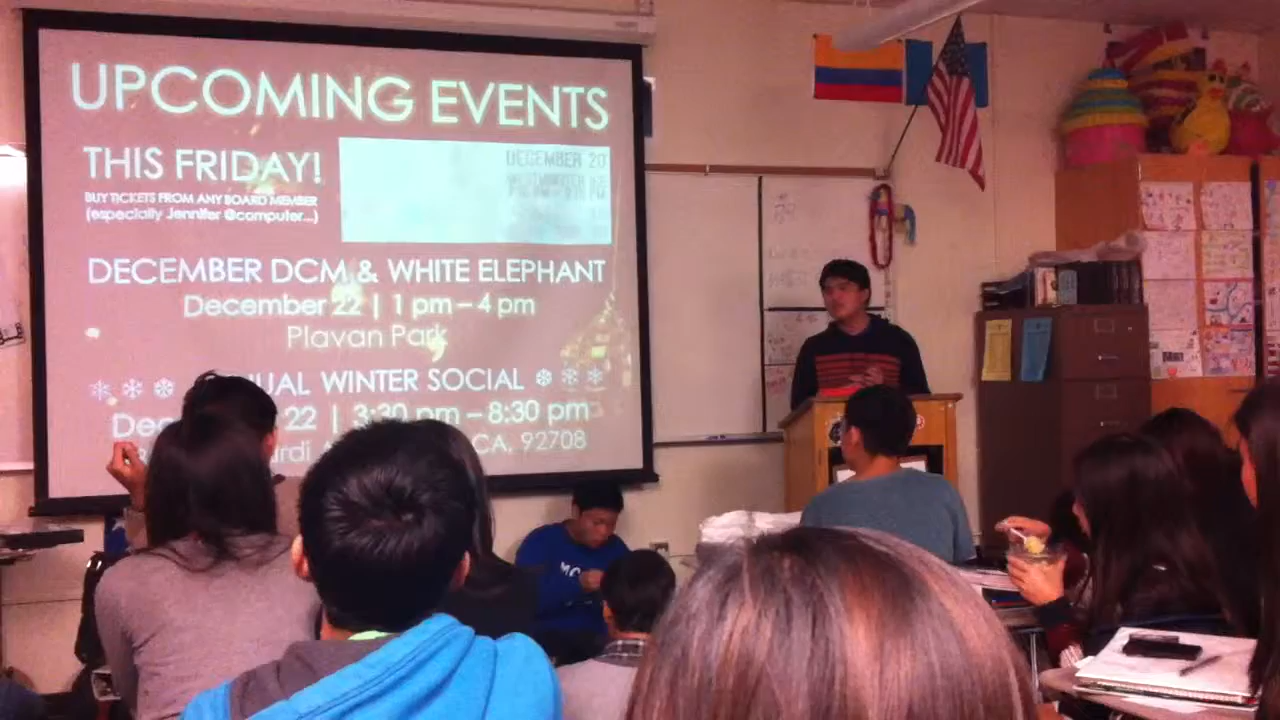 UPCOMING EVENTS
THIS FRIDAY!
BUY TICKETS FROM ANY BOARD MEMBER
(especially Jennifer @computer...)
DECEMBER 20
DECEMBER DCM & WHITE ELEPHANT
December 22 | 1 pm – 4 pm
Plavan Park
WINTER SOCIAL
22 | 3:30 pm – 8:30 pm
CA, 92708